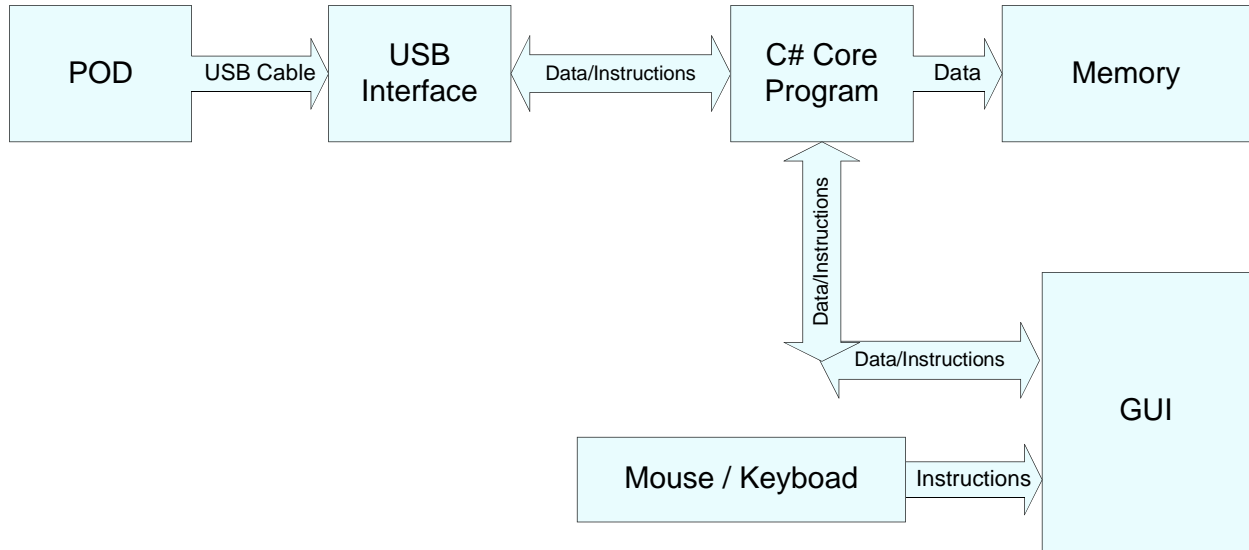 POD
USB Cable
USB
Interface
Data/Instructions
C# Core
Program
Data
Memory
Data/Instructions
Data/Instructions
GUI
Mouse / Keyboad
Instructions